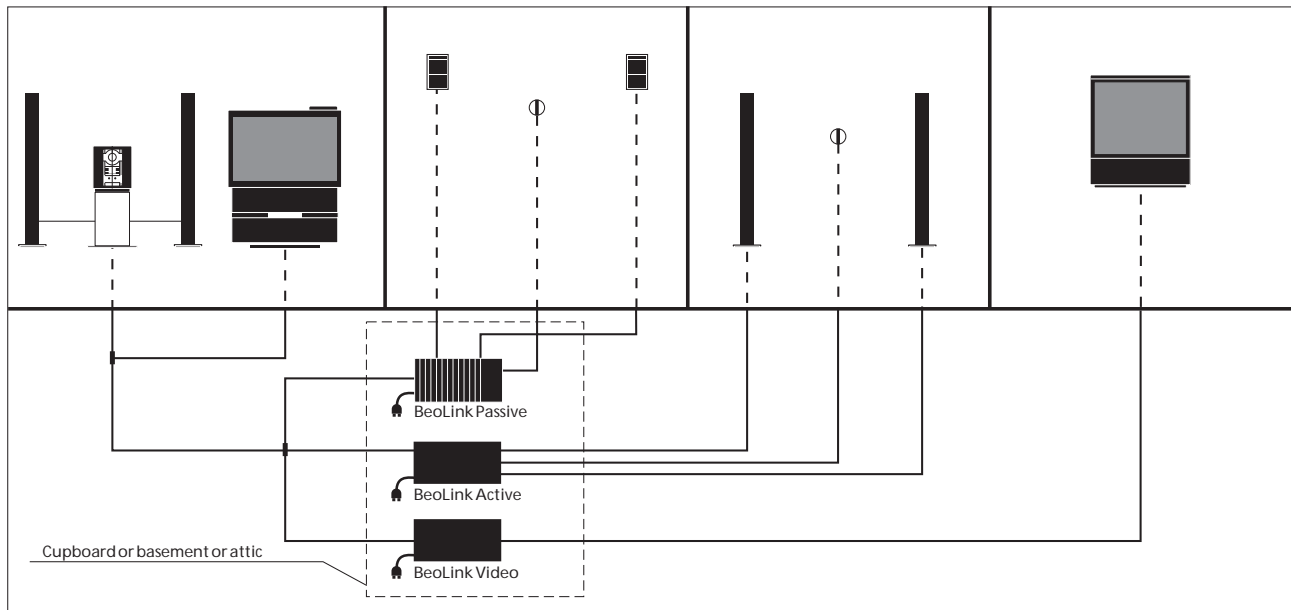 BeoLink Passive
BeoLink Active
Cupboard or basement or attic
BeoLink Video